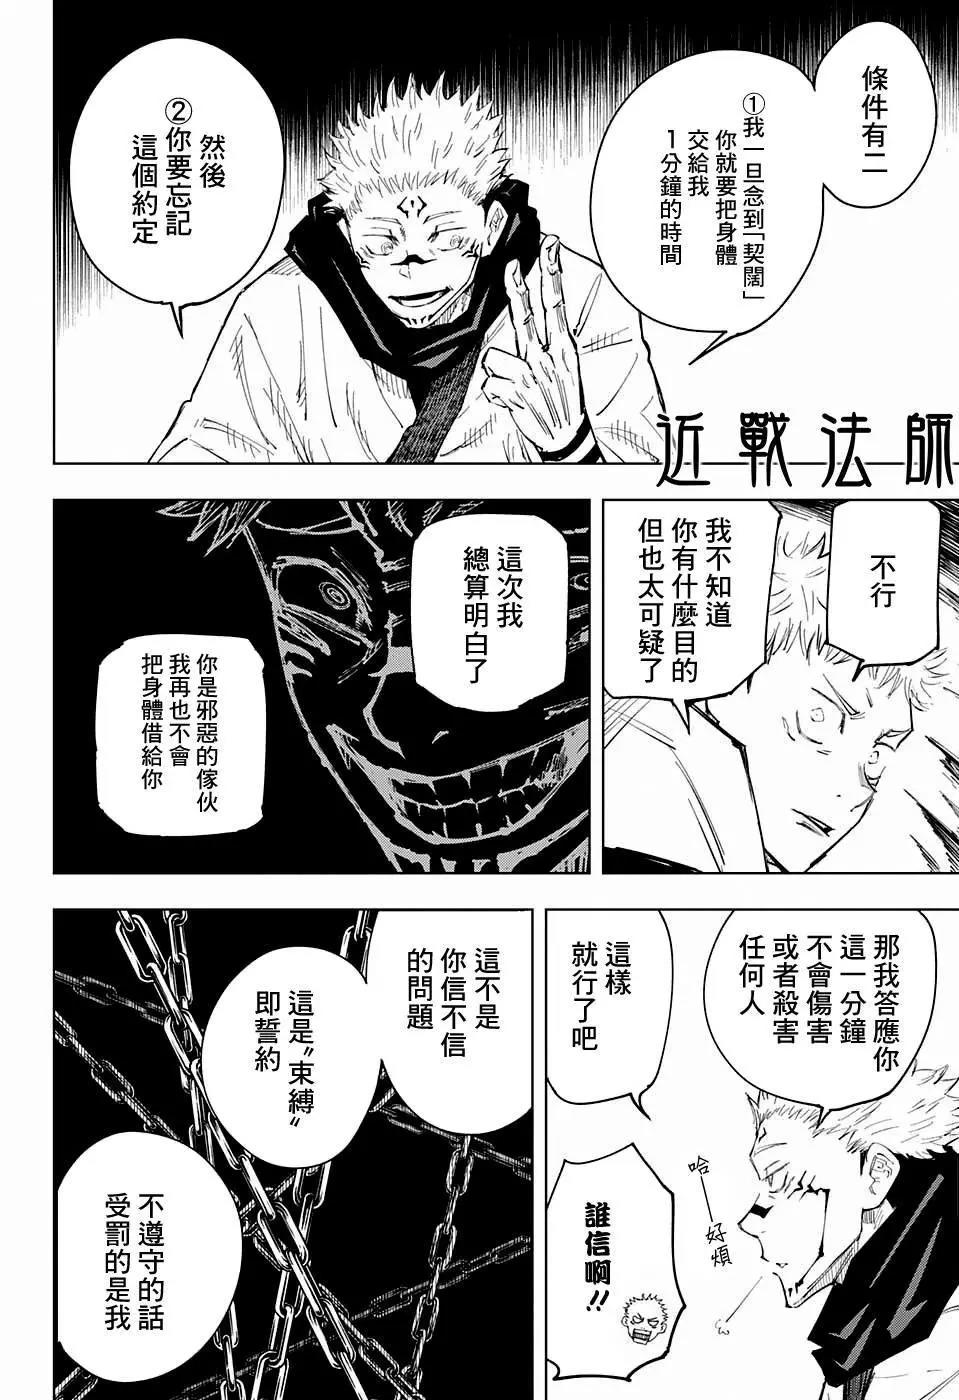 條件有二
①我一旦念到「契闊」
你就要把身體
交給我
1分鐘的時間
然後
②你要忘記
這個約定
近戰法師
不行
我不知道
你有什麼目的
但也太可疑了
這次我
總算明白了
你是邪惡的傢伙
我再也不會
把身體借給你
那我答應你
這一分鐘
不會傷害
或者殺害
任何人
哈——好煩
這樣
就行了吧
誰信啊!!
這不是
你信不信
的問題
這是〝束縛〞
即誓約
不遵守的話
受罰的是我